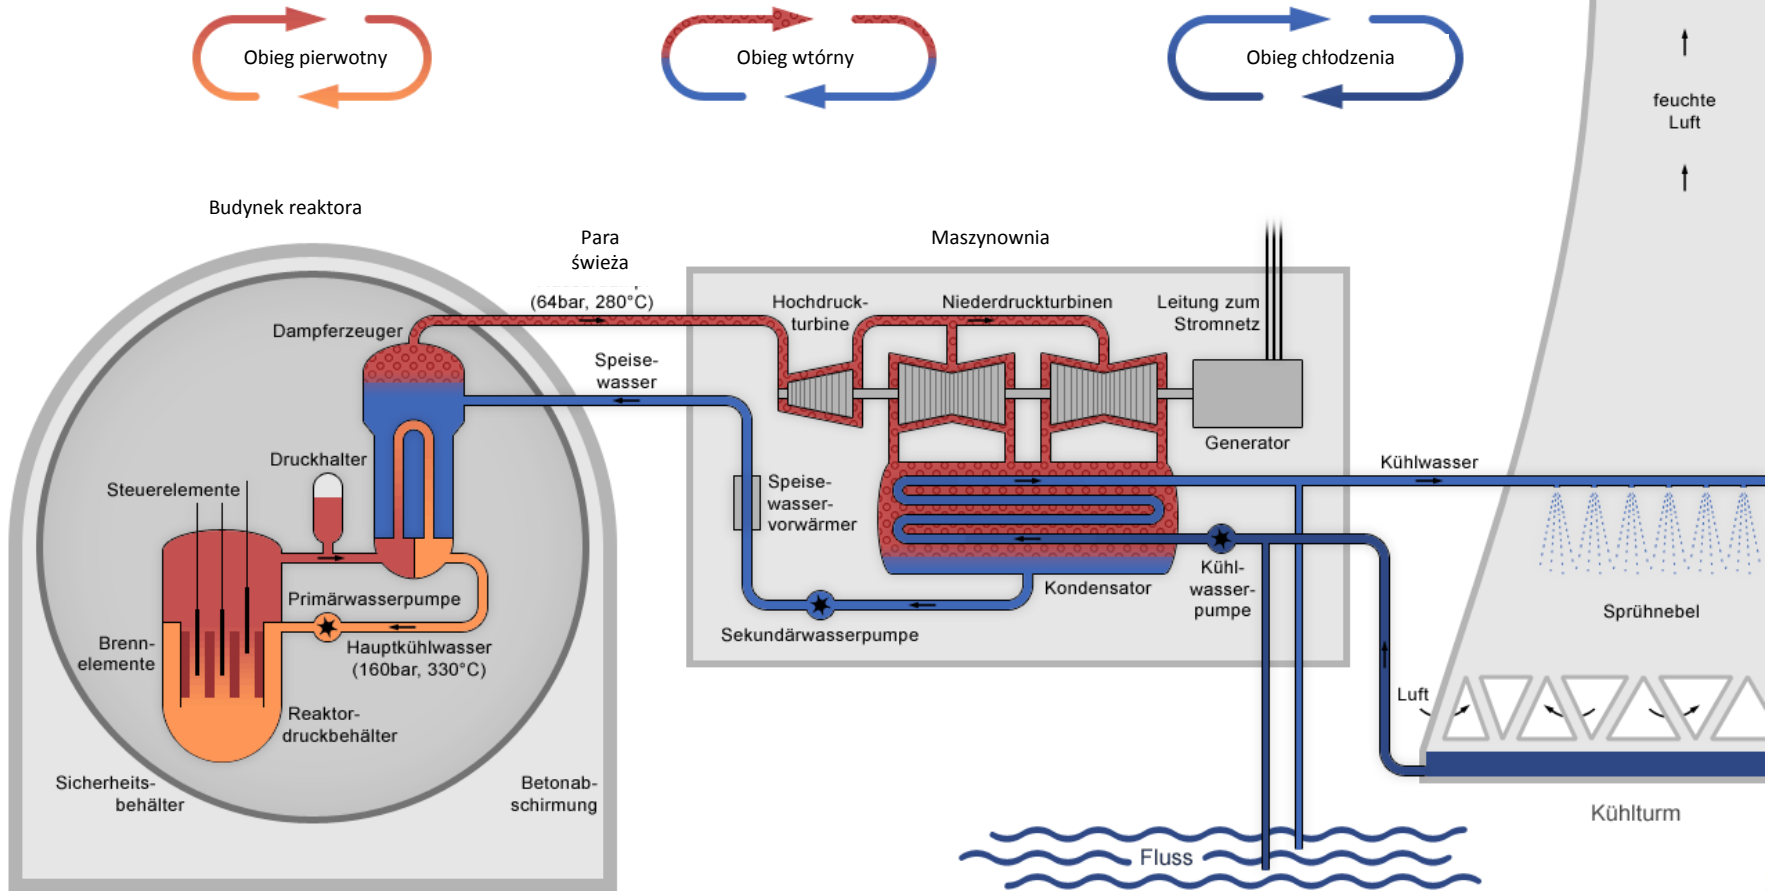 Obieg pierwotny
Obieg wtórny
Obieg chłodzenia
feuchte
Luft
Budynek reaktora
Para
świeża
(64bar, 280°C)
Maszynownia
Dampferzeuger
Hochdruck-
turbine
Niederdruckturbinen
Leitung zum
Stromnetz
Speise-
wasser
Generator
Druckhalter
Steuerelemente
Speise-
wasser-
vorwärmer
Kühlwasser
Primärwasserpumpe
Kondensator
Kühl-
wasser-
pumpe
Sprühnebel
Brenn-
elemente
Hauptkühlwasser
(160bar, 330°C)
Sekundärwasserpumpe
Reaktor-
druckbehälter
Luft
Sicherheits-
behälter
Betonab-
schirmung
Kühlturm
Fluss